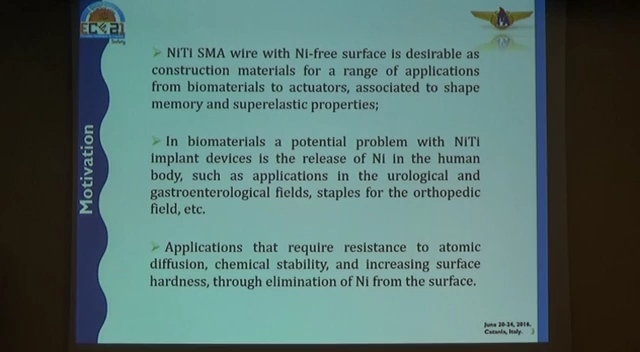 EC 21
NiTi SMA wire with Ni-free surface is desirable as
construction materials for a range of applications
from biomaterials to actuators, associated to shape
memory and superelastic properties;
Motivation
In biomaterials a potential problem with NiTi
implant devices is the release of Ni in the human
body, such as applications in the urological and
gastroenterological fields, staples for the orthopedic
field, etc.
Applications that require resistance to atomic
diffusion, chemical stability, and increasing surface
hardness, through elimination of Ni from the surface.
June 20-24, 2016.
Catania, Italy.
3